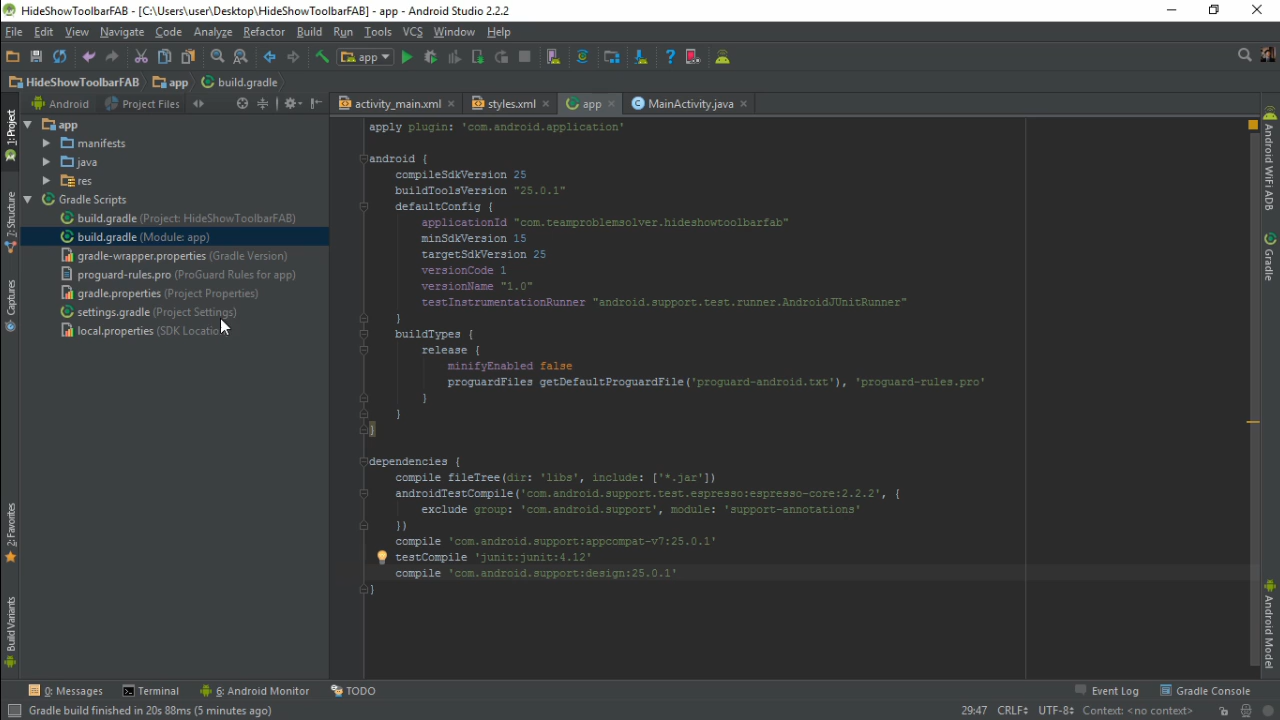 HideShowToolbarFAB - [C:\Users\user\Desktop\HideShowToolbarFAB] - app - Android Studio 2.2.2
File Edit View Navigate Code Analyze Refactor Build Run Tools VCS Window Help
app
HideShowToolbarFAB app build.gradle
Android Project Files activity_main.xml styles.xml app MainActivity.java
1: Project
2: Structure
Captures
2: Favorites
Build Variants
app
manifests
java
res
Gradle Scripts
build.gradle (Project: HideShowToolbarFAB)
build.gradle (Module: app)
gradle-wrapper.properties (Gradle Version)
proguard-rules.pro (ProGuard Rules for app)
gradle.properties (Project Properties)
settings.gradle (Project Settings)
local.properties (SDK Locatio
apply plugin: 'com.android.application'
android {
compileSdkVersion 25
buildToolsVersion "25.0.1"
defaultConfig {
applicationId "com.teamproblemsolver.hideshowtoolbarfab"
minSdkVersion 15
targetSdkVersion 25
versionCode 1
versionName "1.0"
testInstrumentationRunner "android.support.test.runner.AndroidJUnitRunner"
}
buildTypes {
release {
minifyEnabled false
proguardFiles getDefaultProguardFile('proguard-android.txt'), 'proguard-rules.pro'
}
}
}
dependencies {
compile fileTree(dir: 'libs', include: ['*.jar'])
androidTestCompile('com.android.support.test.espresso:espresso-core:2.2.2', {
exclude group: 'com.android.support', module: 'support-annotations'
})
compile 'com.android.support:appcompat-v7:25.0.1'
testCompile 'junit:junit:4.12'
compile 'com.android.support:design:25.0.1'
}
Android WiFi ADB
Gradle
Android Model
0: Messages Terminal 6: Android Monitor TODO Event Log Gradle Console
Gradle build finished in 20s 88ms (5 minutes ago) 29:47 CRLF UTF-8 Context: <no context>